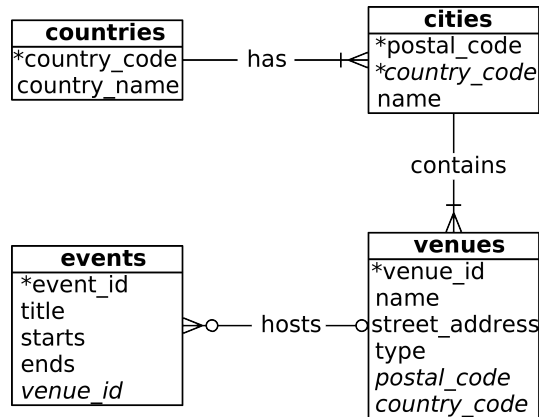 countries
*country_code
country_name
has
cities
*postal_code
*country_code
name
contains
events
*event_id
title
starts
ends
venue_id
hosts
venues
*venue_id
name
street_address
type
postal_code
country_code